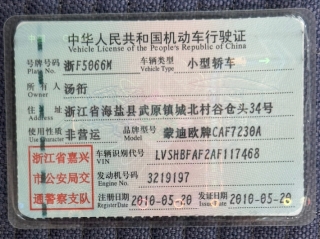 中华人民共和国机动车行驶证
Vehicle License of the People's Republic of China
号牌号码 浙F5066M 车辆类型 小型轿车
Plate No. Vehicle Type
所有人 汤衍
Owner
住址 浙江省海盐县武原镇城北村谷仓头34号
Address
使用性质 非营运 品牌型号 蒙迪欧牌CAF7230A
Use Character Model
浙江省嘉兴
市公安局交
通警察支队
车辆识别代号 LVSHBFAF2AF117468
VIN
发动机号码 3219197
Engine No.
注册日期 2010-05-20 发证日期 2010-05-20
Register Date Issue Date